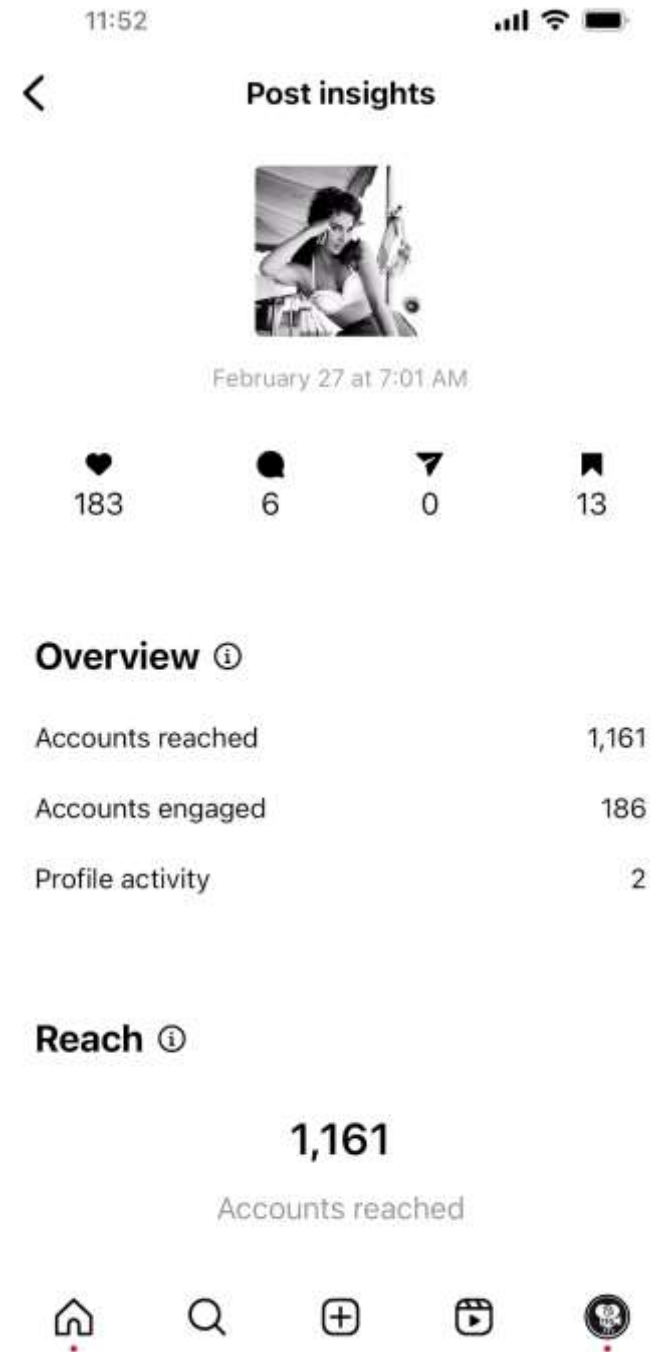 11:52
Post insights
February 27 at 7:01 AM
183 6 0 13
Overview
Accounts reached 1,161
Accounts engaged 186
Profile activity 2
Reach
1,161
Accounts reached